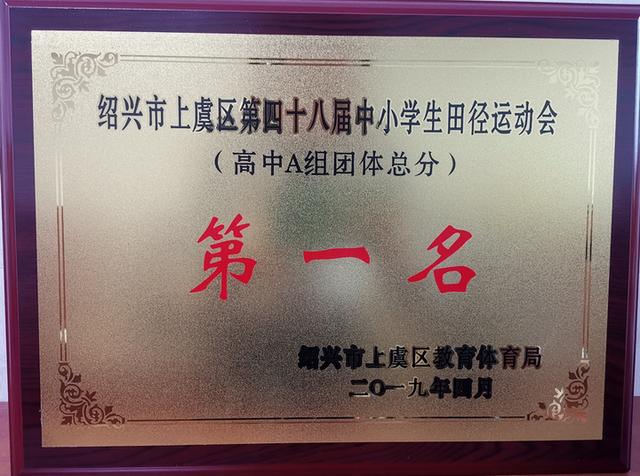 绍兴市上虞区第四十八届中小学生田径运动会
（高中A组团体总分）
第一名
绍兴市上虞区教育体育局
二〇一九年四月